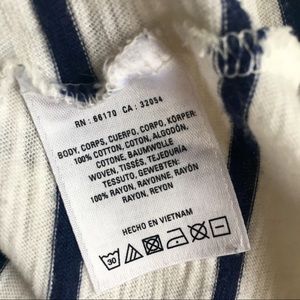 RN : 66170 CA : 32054
BODY, CORPS, CUERPO, CORPO, KÖRPER:
100% COTTON, COTON, ALGODÓN,
COTONE, BAUMWOLLE
WOVEN, TISSÉS, TEJEDURÍA
TESSUTO, GEWEBTEN:
100% RAYON, RAYONNE, RAYÓN
RAYON, REYON
HECHO EN VIETNAM
30